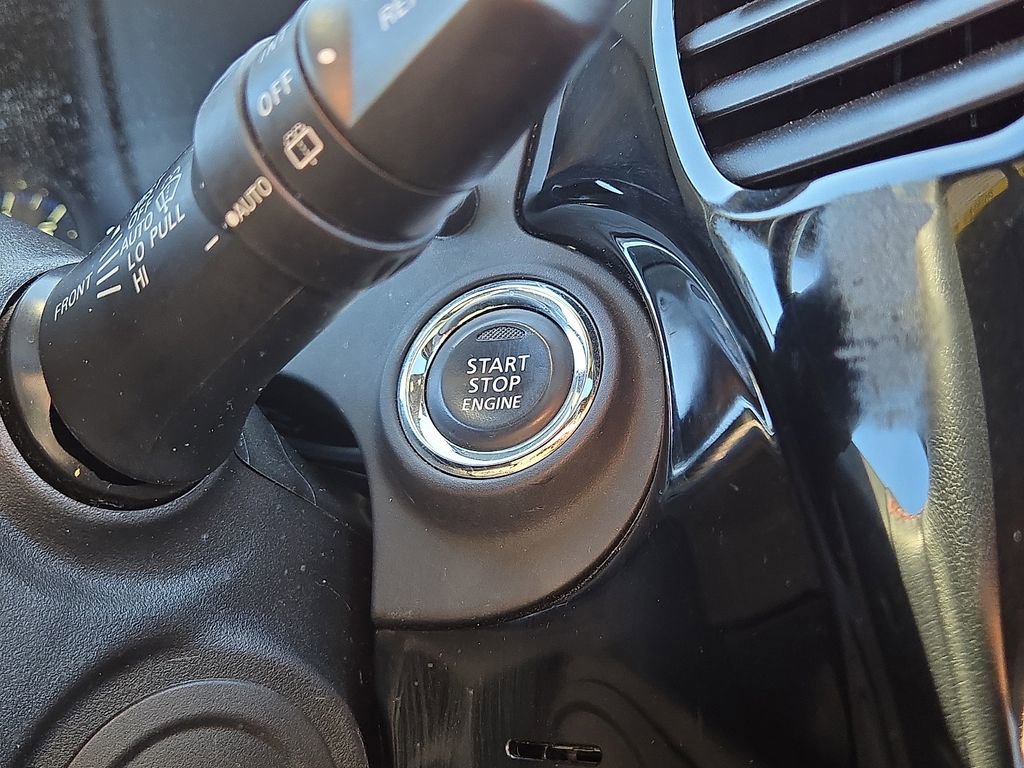 OFF
AUTO
FRONT
OFF
AUTO
LO PULL
HI
START
STOP
ENGINE